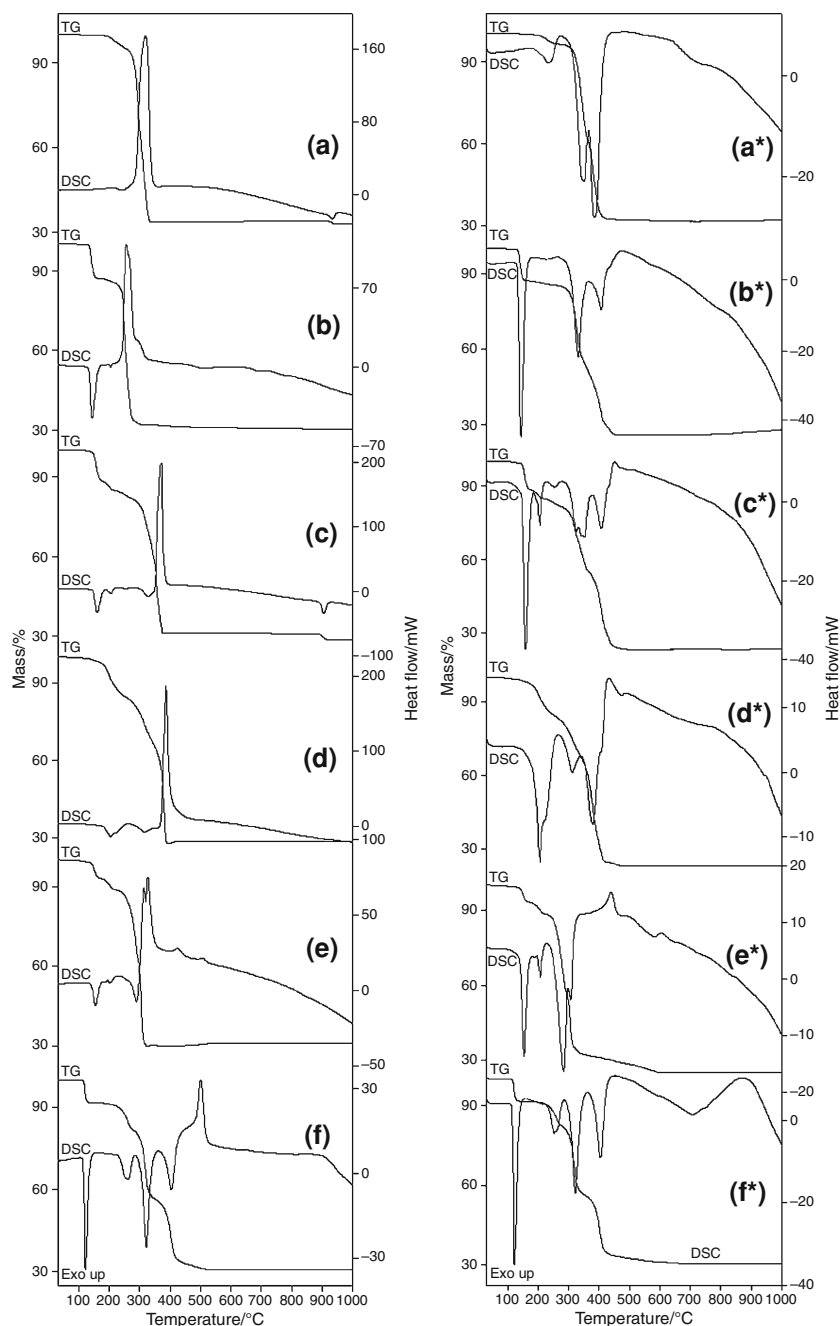 TG
90
60
DSC
30
160
80
0
(a)
TG
90
60
DSC
30
70
0
−70
(b)
TG
90
60
DSC
30
200
100
0
−100
(c)
TG
90
60
DSC
30
200
100
0
(d)
TG
90
60
DSC
30
100
50
0
−50
(e)
TG
90
60
DSC
30
30
0
−30
(f)
Exo up
Mass/%
Heat flow/mW
100 200 300 400 500 600 700 800 900 1000
Temperature/°C
TG
DSC
90
60
30
0
−10
−20
(a*)
TG
DSC
90
60
30
0
−20
−40
(b*)
TG
DSC
90
60
30
0
−20
−40
(c*)
TG
DSC
90
60
30
10
0
−10
(d*)
TG
DSC
90
60
30
20
10
0
−10
−20
(e*)
TG
90
60
30
0
−20
−40
(f*)
DSC
Exo up
Mass/%
Heat flow/mW
100 200 300 400 500 600 700 800 900 1000
Temperature/°C